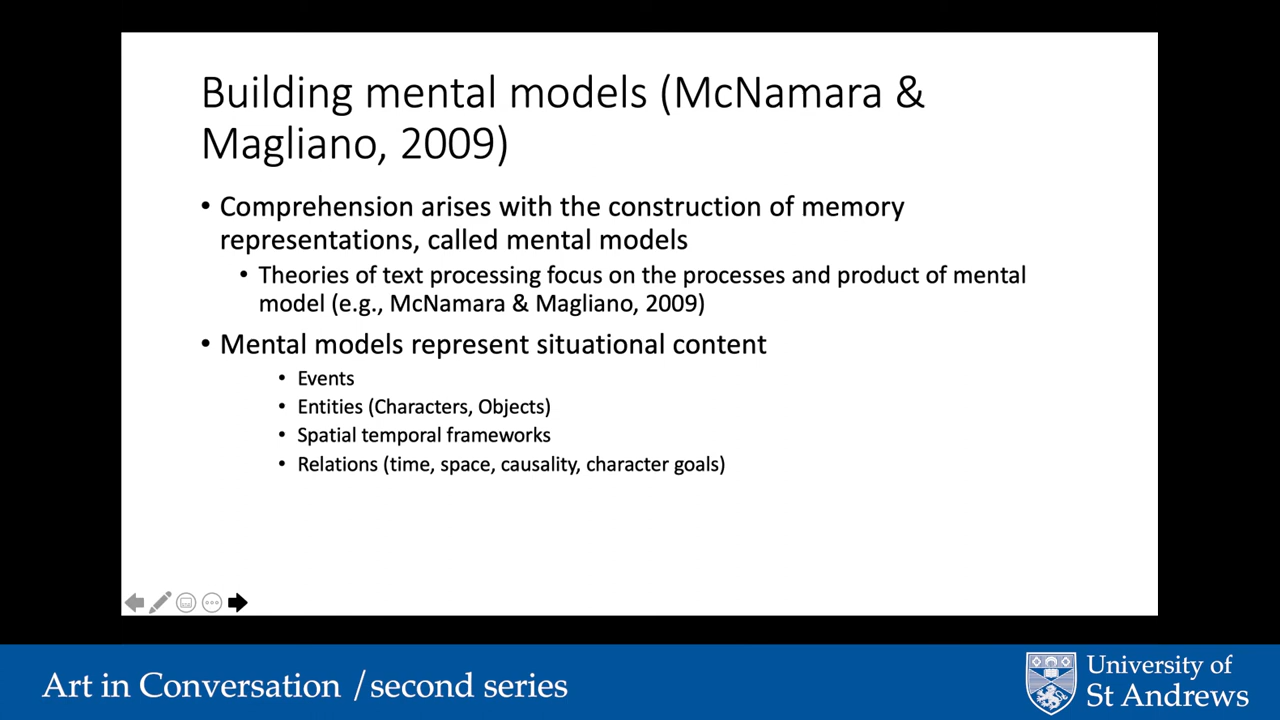 Building mental models (McNamara &
Magliano, 2009)
• Comprehension arises with the construction of memory
representations, called mental models
• Theories of text processing focus on the processes and product of mental
model (e.g., McNamara & Magliano, 2009)
• Mental models represent situational content
• Events
• Entities (Characters, Objects)
• Spatial temporal frameworks
• Relations (time, space, causality, character goals)
Art in Conversation /second series
University of
St Andrews